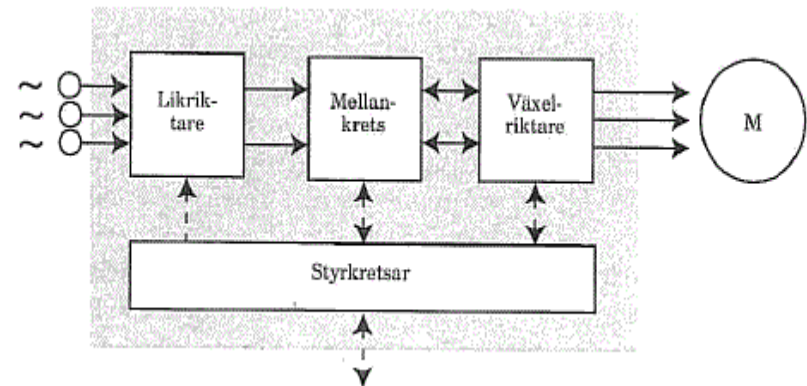 ~
~
~
Likrik-
tare
Mellan-
krets
Växel-
riktare
M
Styrkretsar